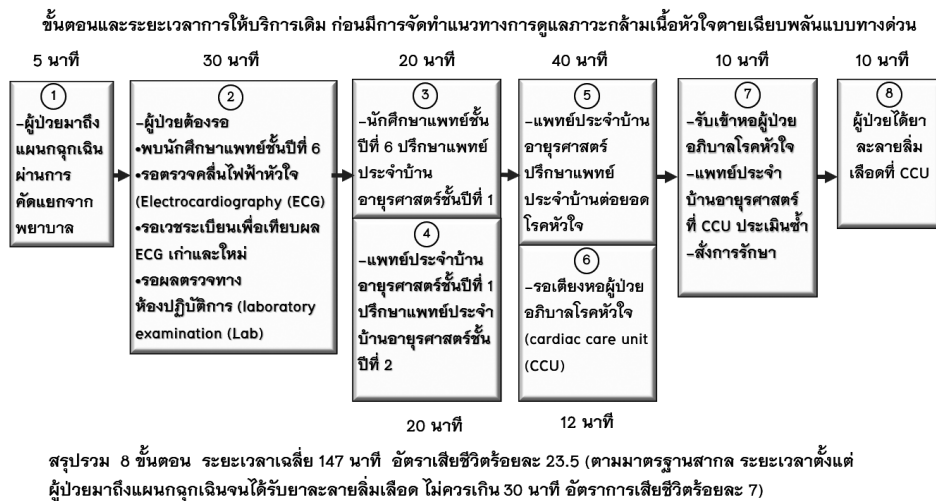 ขั้นตอนและระยะเวลาการให้บริการเดิม ก่อนมีการจัดทำแนวทางการดูแลภาวะกล้ามเนื้อหัวใจตายเฉียบพลันแบบทางด่วน
5 นาที
30 นาที
20 นาที
40 นาที
10 นาที
10 นาที
1
-ผู้ป่วยมาถึง
แผนกฉุกเฉิน
ผ่านการ
คัดแยกจาก
พยาบาล
2
-ผู้ป่วยต้องรอ
•พบนักศึกษาแพทย์ชั้นปีที่ 6
•รอตรวจคลื่นไฟฟ้าหัวใจ
(Electrocardiography (ECG)
•รอเวชระเบียนเพื่อเทียบผล
ECG เก่าและใหม่
•รอผลตรวจทาง
ห้องปฏิบัติการ (laboratory
examination (Lab)
3
-นักศึกษาแพทย์ชั้น
ปีที่ 6 ปรึกษาแพทย์
ประจำบ้าน
อายุรศาสตร์ชั้นปีที่ 1
4
-แพทย์ประจำบ้าน
อายุรศาสตร์ชั้นปีที่ 1
ปรึกษาแพทย์ประจำ
บ้านอายุรศาสตร์ชั้น
ปีที่ 2
20 นาที
5
-แพทย์ประจำบ้าน
อายุรศาสตร์
ปรึกษาแพทย์
ประจำบ้านต่อยอด
โรคหัวใจ
6
-รอเตียงหอผู้ป่วย
อภิบาลโรคหัวใจ
(cardiac care unit
(CCU)
12 นาที
7
-รับเข้าหอผู้ป่วย
อภิบาลโรคหัวใจ
-แพทย์ประจำ
บ้านอายุรศาสตร์
ที่ CCU ประเมินซ้ำ
-สั่งการรักษา
8
ผู้ป่วยได้ยา
ละลายลิ่ม
เลือดที่ CCU
สรุปรวม 8 ขั้นตอน ระยะเวลาเฉลี่ย 147 นาที อัตราเสียชีวิตร้อยละ 23.5 (ตามมาตรฐานสากล ระยะเวลาตั้งแต่
ผู้ป่วยมาถึงแผนกฉุกเฉินจนได้รับยาละลายลิ่มเลือด ไม่ควรเกิน 30 นาที อัตราการเสียชีวิตร้อยละ 7)